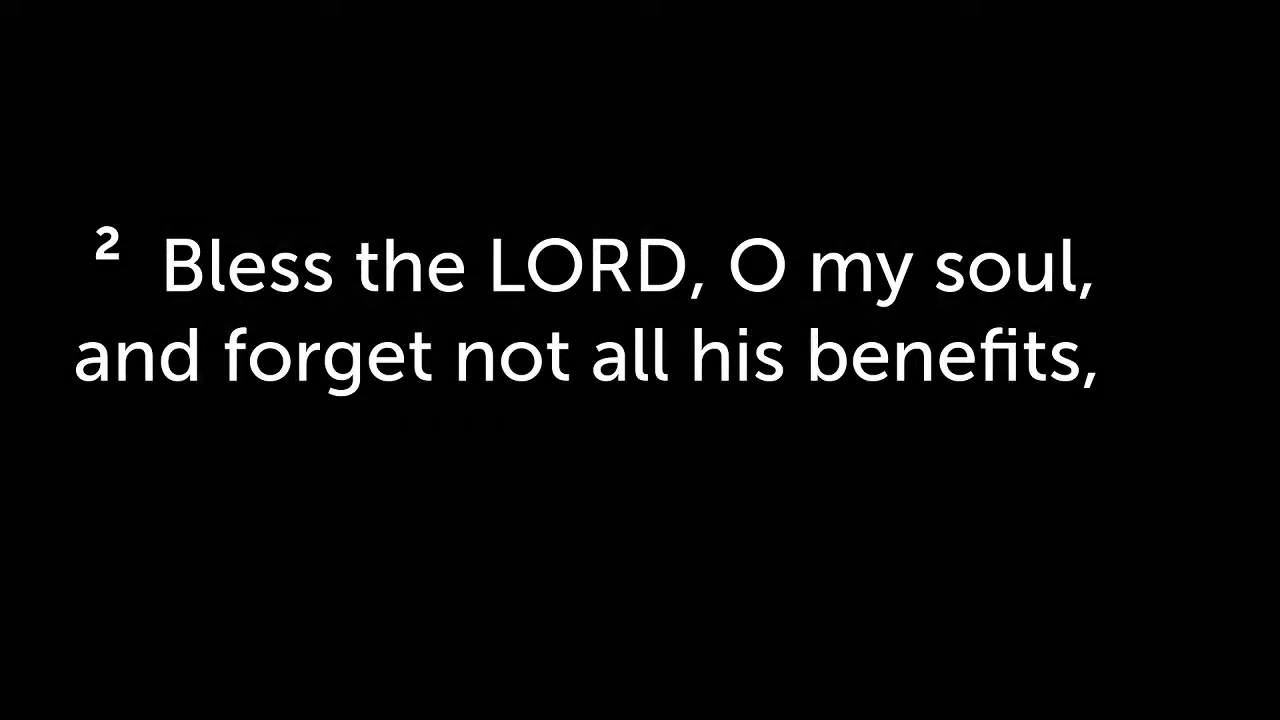 ² Bless the LORD, O my soul,
and forget not all his benefits,